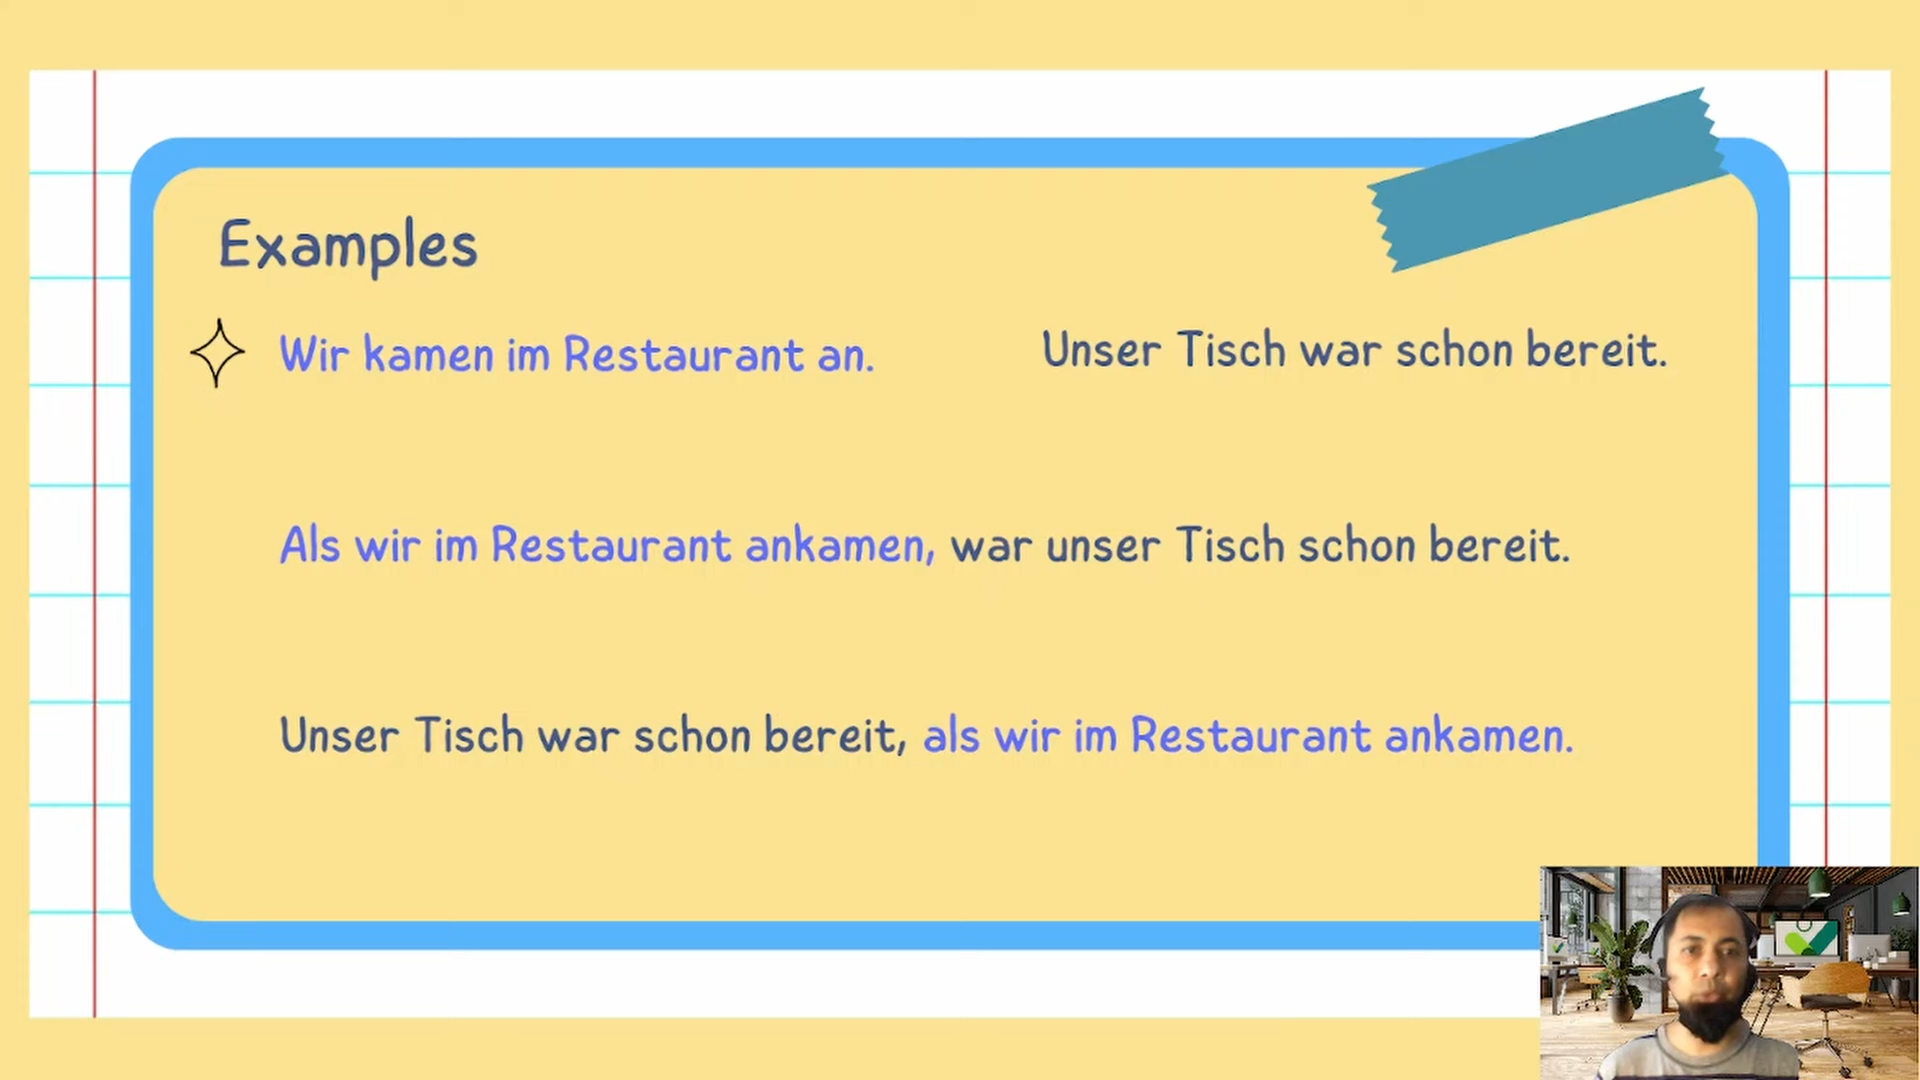 Examples
Wir kamen im Restaurant an. Unser Tisch war schon bereit.
Als wir im Restaurant ankamen, war unser Tisch schon bereit.
Unser Tisch war schon bereit, als wir im Restaurant ankamen.